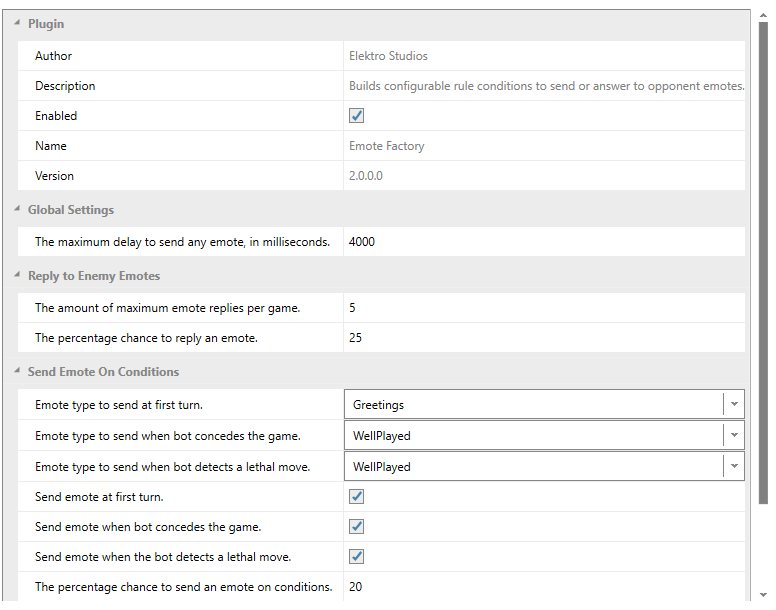 Plugin
Author Elektro Studios
Description Builds configurable rule conditions to send or answer to opponent emotes.
Enabled
Name Emote Factory
Version 2.0.0.0
Global Settings
The maximum delay to send any emote, in milliseconds. 4000
Reply to Enemy Emotes
The amount of maximum emote replies per game. 5
The percentage chance to reply an emote. 25
Send Emote On Conditions
Emote type to send at first turn. Greetings
Emote type to send when bot concedes the game. WellPlayed
Emote type to send when bot detects a lethal move. WellPlayed
Send emote at first turn.
Send emote when bot concedes the game.
Send emote when the bot detects a lethal move.
The percentage chance to send an emote on conditions. 20